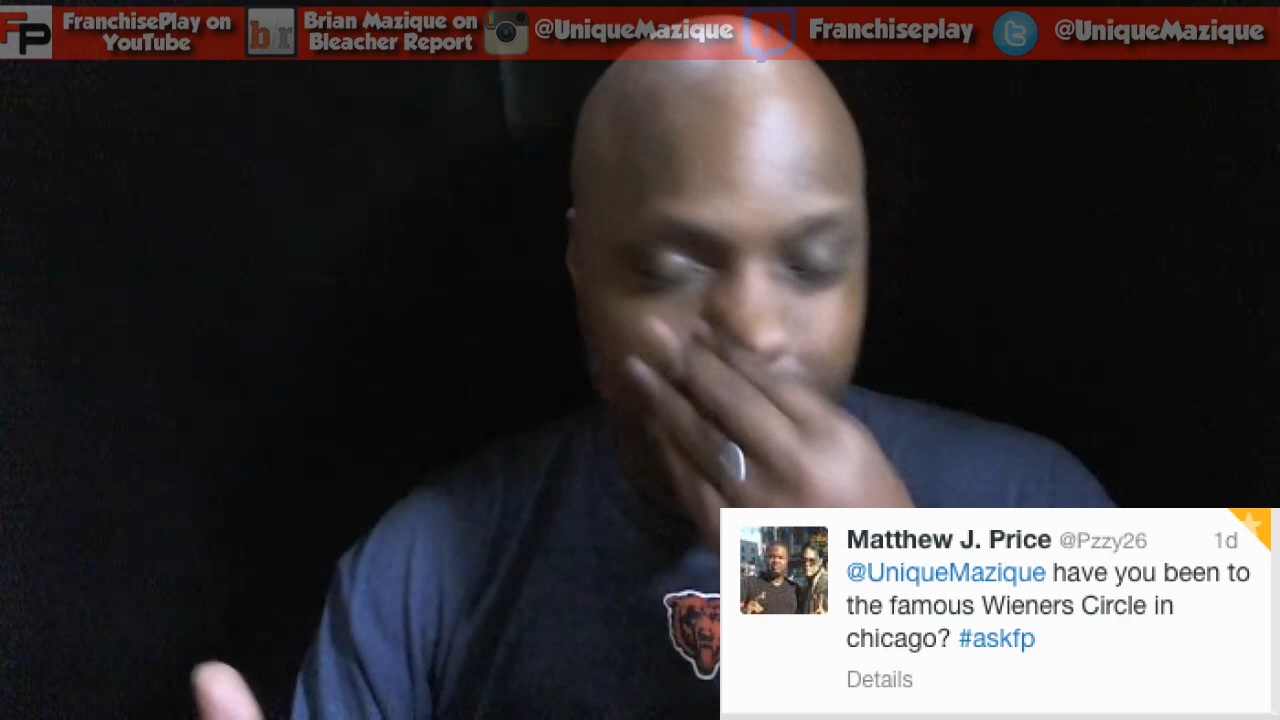 FP
FranchisePlay on
YouTube
br
Brian Mazique on
Bleacher Report
@UniqueMazique
Franchiseplay
@UniqueMazique
Matthew J. Price @Pzzy26 1d
@UniqueMazique have you been to
the famous Wieners Circle in
chicago? #askfp
Details